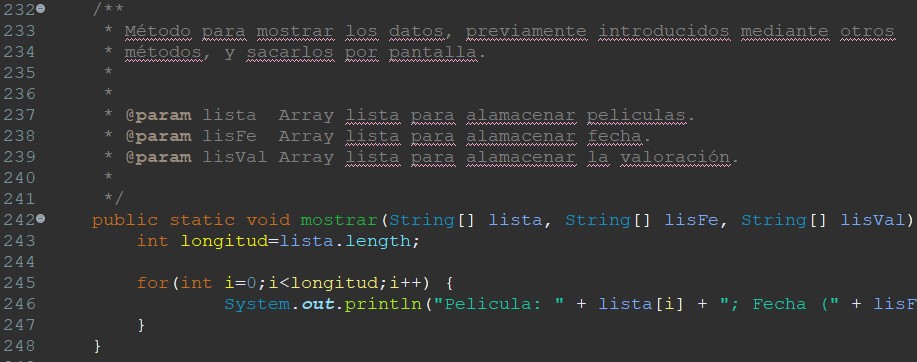 232 /**
233 * Método para mostrar los datos, previamente introducidos mediante otros
234 * métodos, y sacarlos por pantalla.
235 *
236 *
237 * @param lista  Array lista para alamacenar peliculas.
238 * @param lisFe  Array lista para alamacenar fecha.
239 * @param lisVal Array lista para alamacenar la valoración.
240 *
241 */
242 public static void mostrar(String[] lista, String[] lisFe, String[] lisVal)
243 int longitud=lista.length;
244
245 for(int i=0;i<longitud;i++) {
246 System.out.println("Pelicula: " + lista[i] + "; Fecha (" + lisF
247 }
248 }